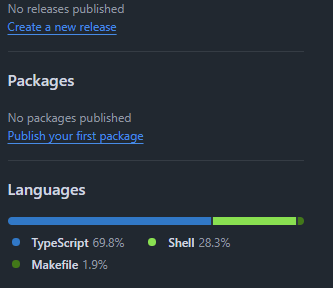 No releases published
Create a new release
Packages
No packages published
Publish your first package
Languages
TypeScript 69.8% Shell 28.3%
Makefile 1.9%